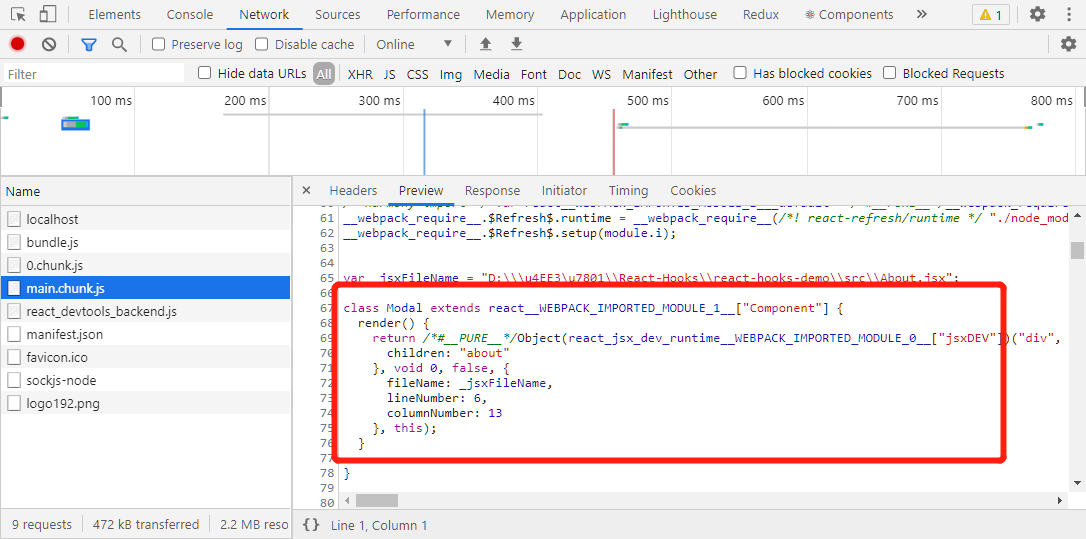 Elements Console Network Sources Performance Memory Application Lighthouse Redux Components » 1
Preserve log Disable cache Online
Filter Hide data URLs All XHR JS CSS Img Media Font Doc WS Manifest Other Has blocked cookies Blocked Requests
100 ms 200 ms 300 ms 400 ms 500 ms 600 ms 700 ms 800 ms
Name
localhost
bundle.js
0.chunk.js
main.chunk.js
react_devtools_backend.js
manifest.json
favicon.ico
sockjs-node
logo192.png
9 requests 472 kB transferred 2.2 MB reso
× Headers Preview Response Initiator Timing Cookies
61 __webpack_require__.$Refresh$.runtime = __webpack_require__(/*! react-refresh/runtime */ "./node_mod
62 __webpack_require__.$Refresh$.setup(module.i);
63
64
65 var _jsxFileName = "D:\\\u4EE3\u7801\\React-Hooks\\react-hooks-demo\\src\\About.jsx";
66
67 class Modal extends react__WEBPACK_IMPORTED_MODULE_1__["Component"] {
68 render() {
69 return /*#__PURE__*/Object(react_jsx_dev_runtime__WEBPACK_IMPORTED_MODULE_0__["jsxDEV"])("div",
70 children: "about"
71 }, void 0, false, {
72 fileName: _jsxFileName,
73 lineNumber: 6,
74 columnNumber: 13
75 }, this);
76 }
77
78 }
79
80
{} Line 1, Column 1